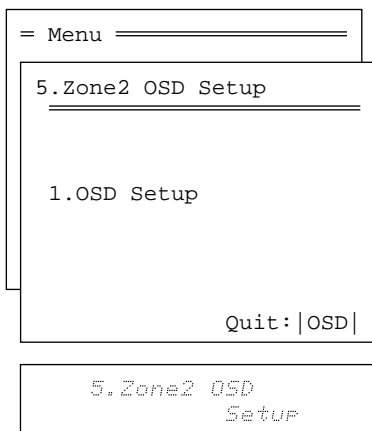 = Menu
5.Zone2 OSD Setup
1.OSD Setup
Quit:|OSD|
5.Zone2 OSD
Setup